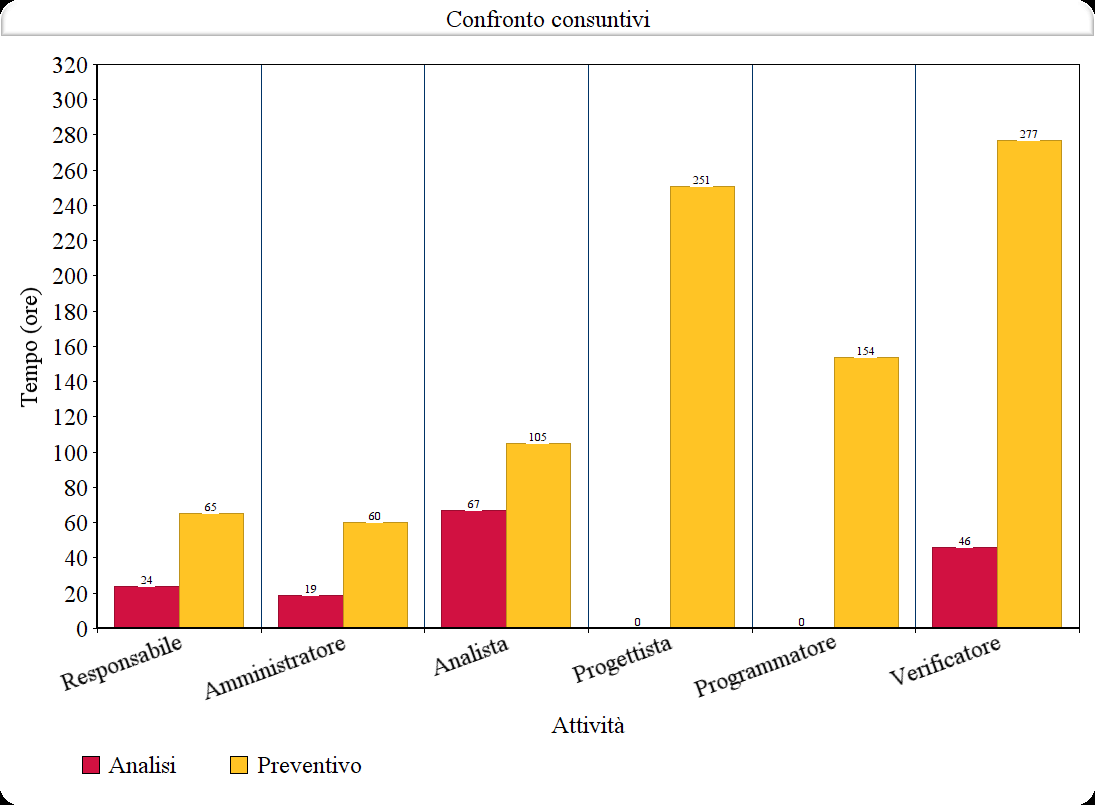 Confronto consuntivi
320
300
280
260
240
220
200
180
160
140
120
100
80
60
40
20
0
Tempo (ore)
24
65
19
60
67
105
0
251
0
154
46
277
Responsabile
Amministratore
Analista
Progettista
Programmatore
Verificatore
Attività
Analisi
Preventivo